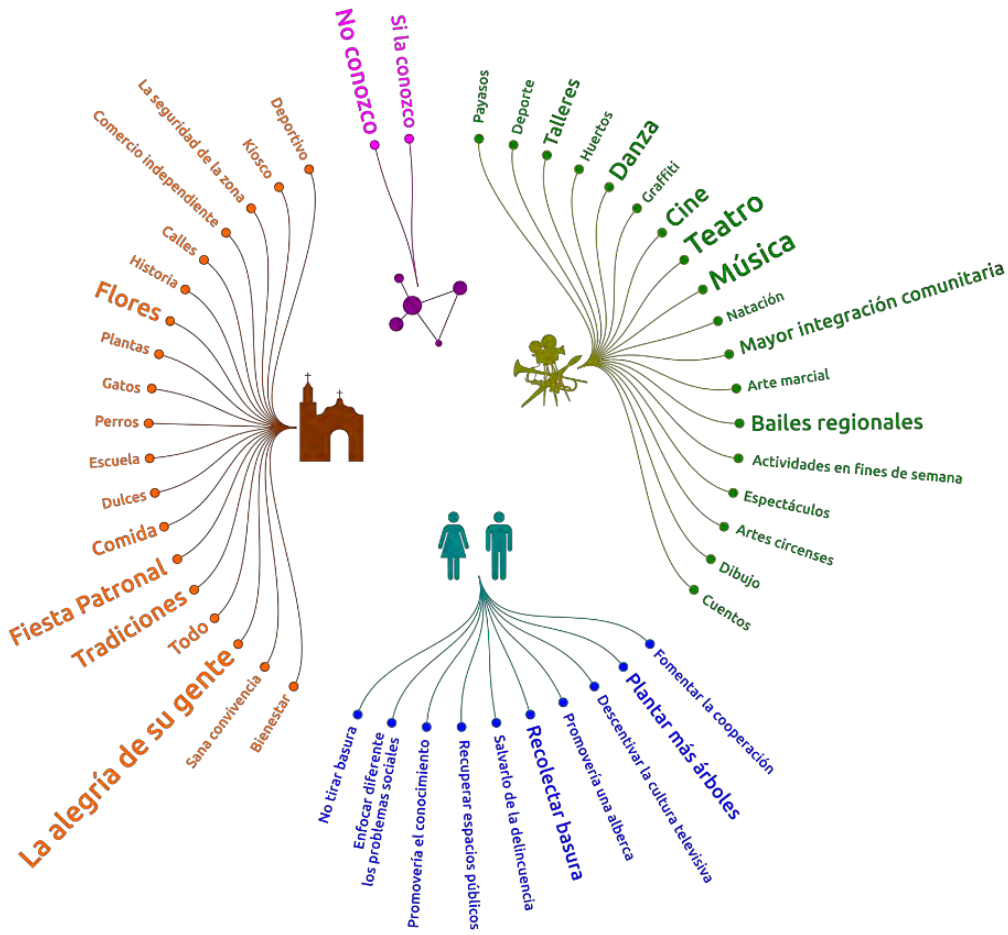 No conozco
Si la conozco
Payasos
Deporte
Talleres
Huertos
Danza
Graffiti
Cine
Teatro
Música
Natación
Mayor integración comunitaria
Arte marcial
Bailes regionales
Actividades en fines de semana
Espectáculos
Artes circenses
Dibujo
Cuentos
Deportivo
Kiosco
La seguridad de la zona
Comercio independiente
Calles
Historia
Flores
Plantas
Gatos
Perros
Escuela
Dulces
Comida
Fiesta Patronal
Tradiciones
Todo
La alegría de su gente
Sana convivencia
Bienestar
No tirar basura
Enfocar diferente
los problemas sociales
Promovería el conocimiento
Recuperar espacios públicos
Salvarlo de la delincuencia
Recolectar basura
Promovería una alberca
Descentivar la cultura televisiva
Plantar más árboles
Fomentar la cooperación